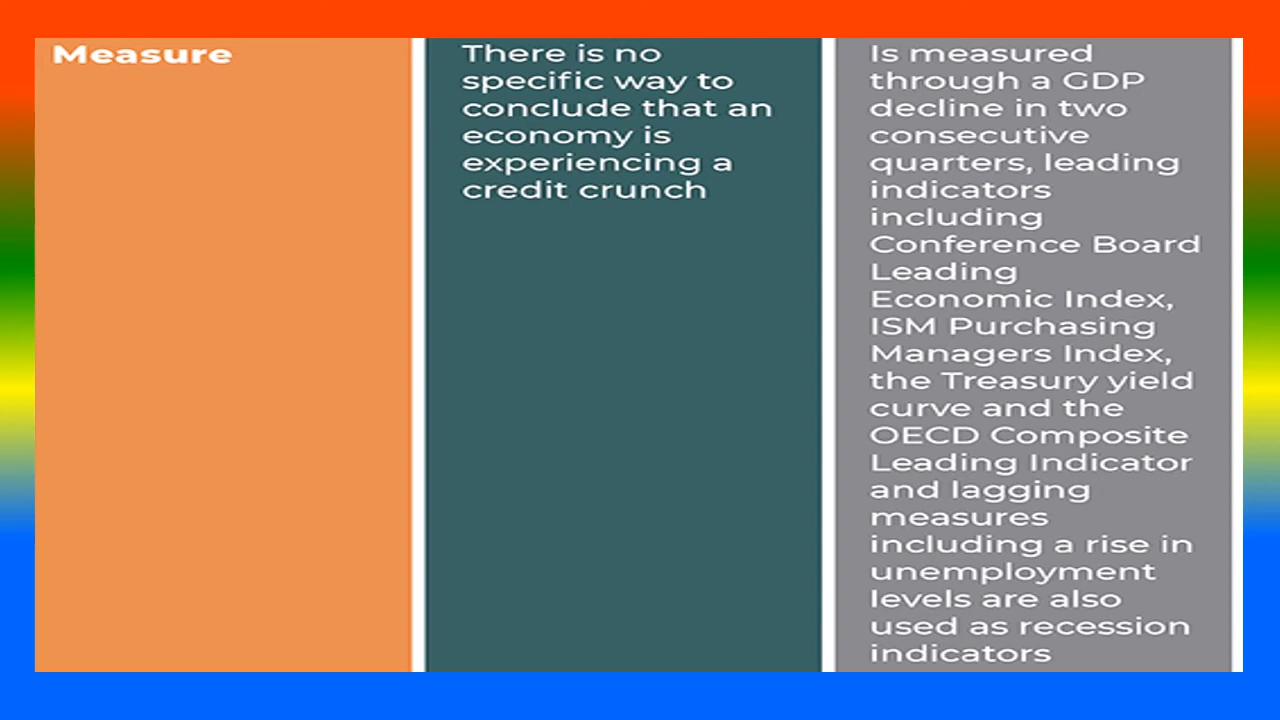 Measure
There is no
specific way to
conclude that an
economy is
experiencing a
credit crunch
Is measured
through a GDP
decline in two
consecutive
quarters, leading
indicators
including
Conference Board
Leading
Economic Index,
ISM Purchasing
Managers Index,
the Treasury yield
curve and the
OECD Composite
Leading Indicator
and lagging
measures
including a rise in
unemployment
levels are also
used as recession
indicators